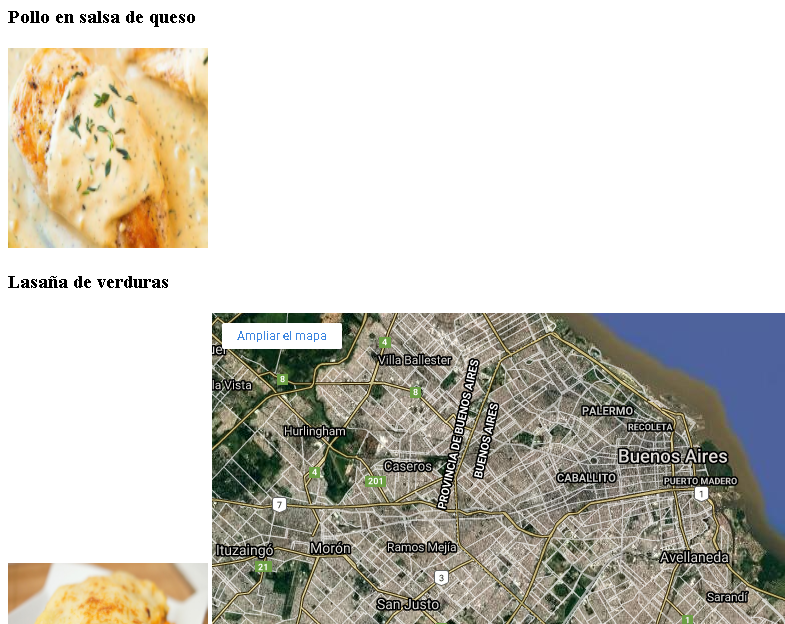 Pollo en salsa de queso
Lasaña de verduras
Ampliar el mapa
4
Villa Ballester
la Vista
8
8
PROVINCIA DE BUENOS AIRES
BUENOS AIRES
PALERMO
RECOLETA
Hurlingham
Buenos Aires
Caseros
4
201
CABALLITO
PUERTO MADERO
1
7
Ituzaingó
Morón
Ramos Mejía
Avellaneda
21
3
San Justo
Sarandí
1